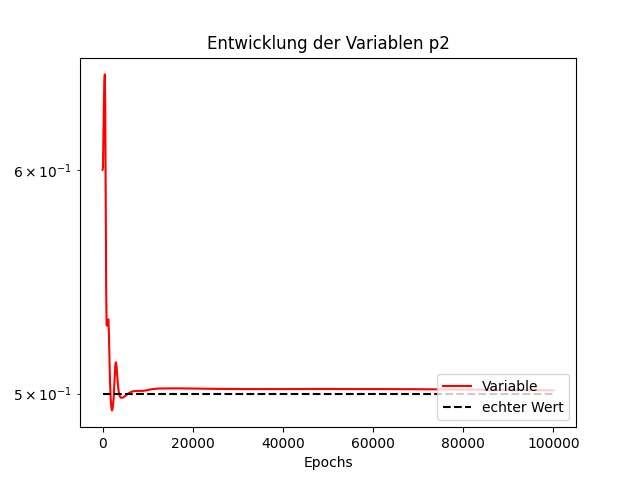 Entwicklung der Variablen p2
6 × 10⁻¹
5 × 10⁻¹
Variable
echter Wert
0 20000 40000 60000 80000 100000
Epochs